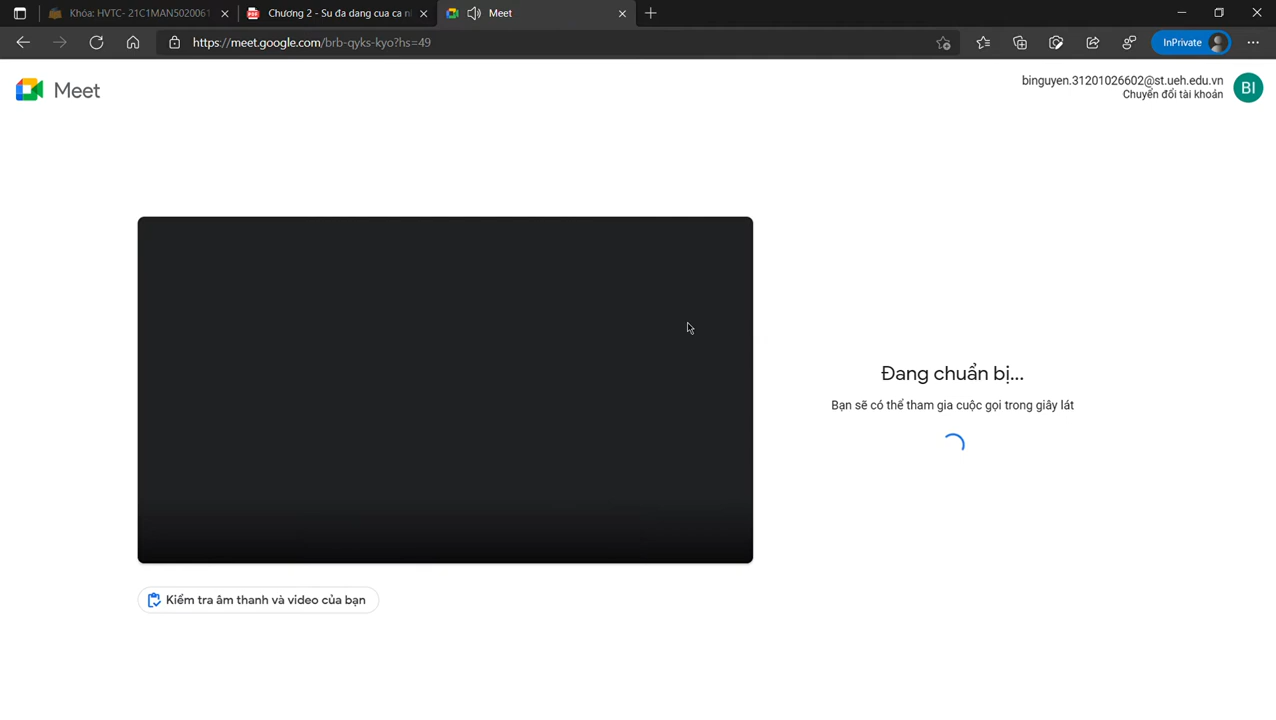 Khóa: HVTC- 21C1MAN5020061
Chương 2 - Su đa dang cua ca n
Meet
https://meet.google.com/brb-qyks-kyo?hs=49
InPrivate
Meet
binguyen.31201026602@st.ueh.edu.vn
Chuyển đổi tài khoản
BI
Đang chuẩn bị...
Bạn sẽ có thể tham gia cuộc gọi trong giây lát
Kiểm tra âm thanh và video của bạn